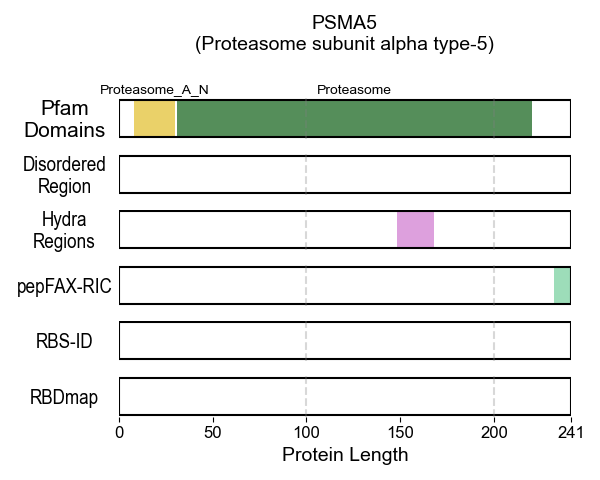 PSMA5
(Proteasome subunit alpha type-5)
Proteasome_A_N
Proteasome
Pfam
Domains
Disordered
Region
Hydra
Regions
pepFAX-RIC
RBS-ID
RBDmap
0 50 100 150 200 241
Protein Length